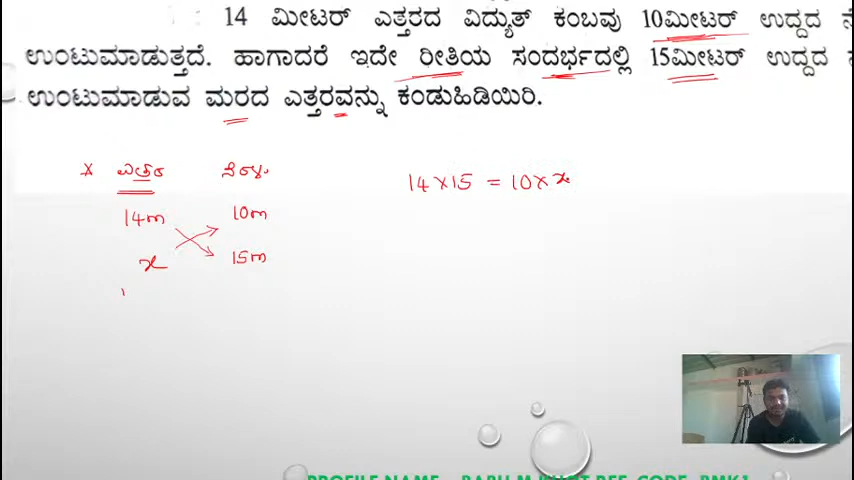 14 ಮೀಟರ್ ಎತ್ತರದ ವಿದ್ಯುತ್ ಕಂಬವು 10ಮೀಟರ್ ಉದ್ದದ
ಉಂಟುಮಾಡುತ್ತದೆ. ಹಾಗಾದರೆ ಇದೇ ರೀತಿಯ ಸಂದರ್ಭದಲ್ಲಿ 15ಮೀಟರ್ ಉದ್ದದ
ಉಂಟುಮಾಡುವ ಮರದ ಎತ್ತರವನ್ನು ಕಂಡುಹಿಡಿಯಿರಿ.
* ಎತ್ತರ ನೆರಳು
14m 10m 14×15 = 10×x
x 15m